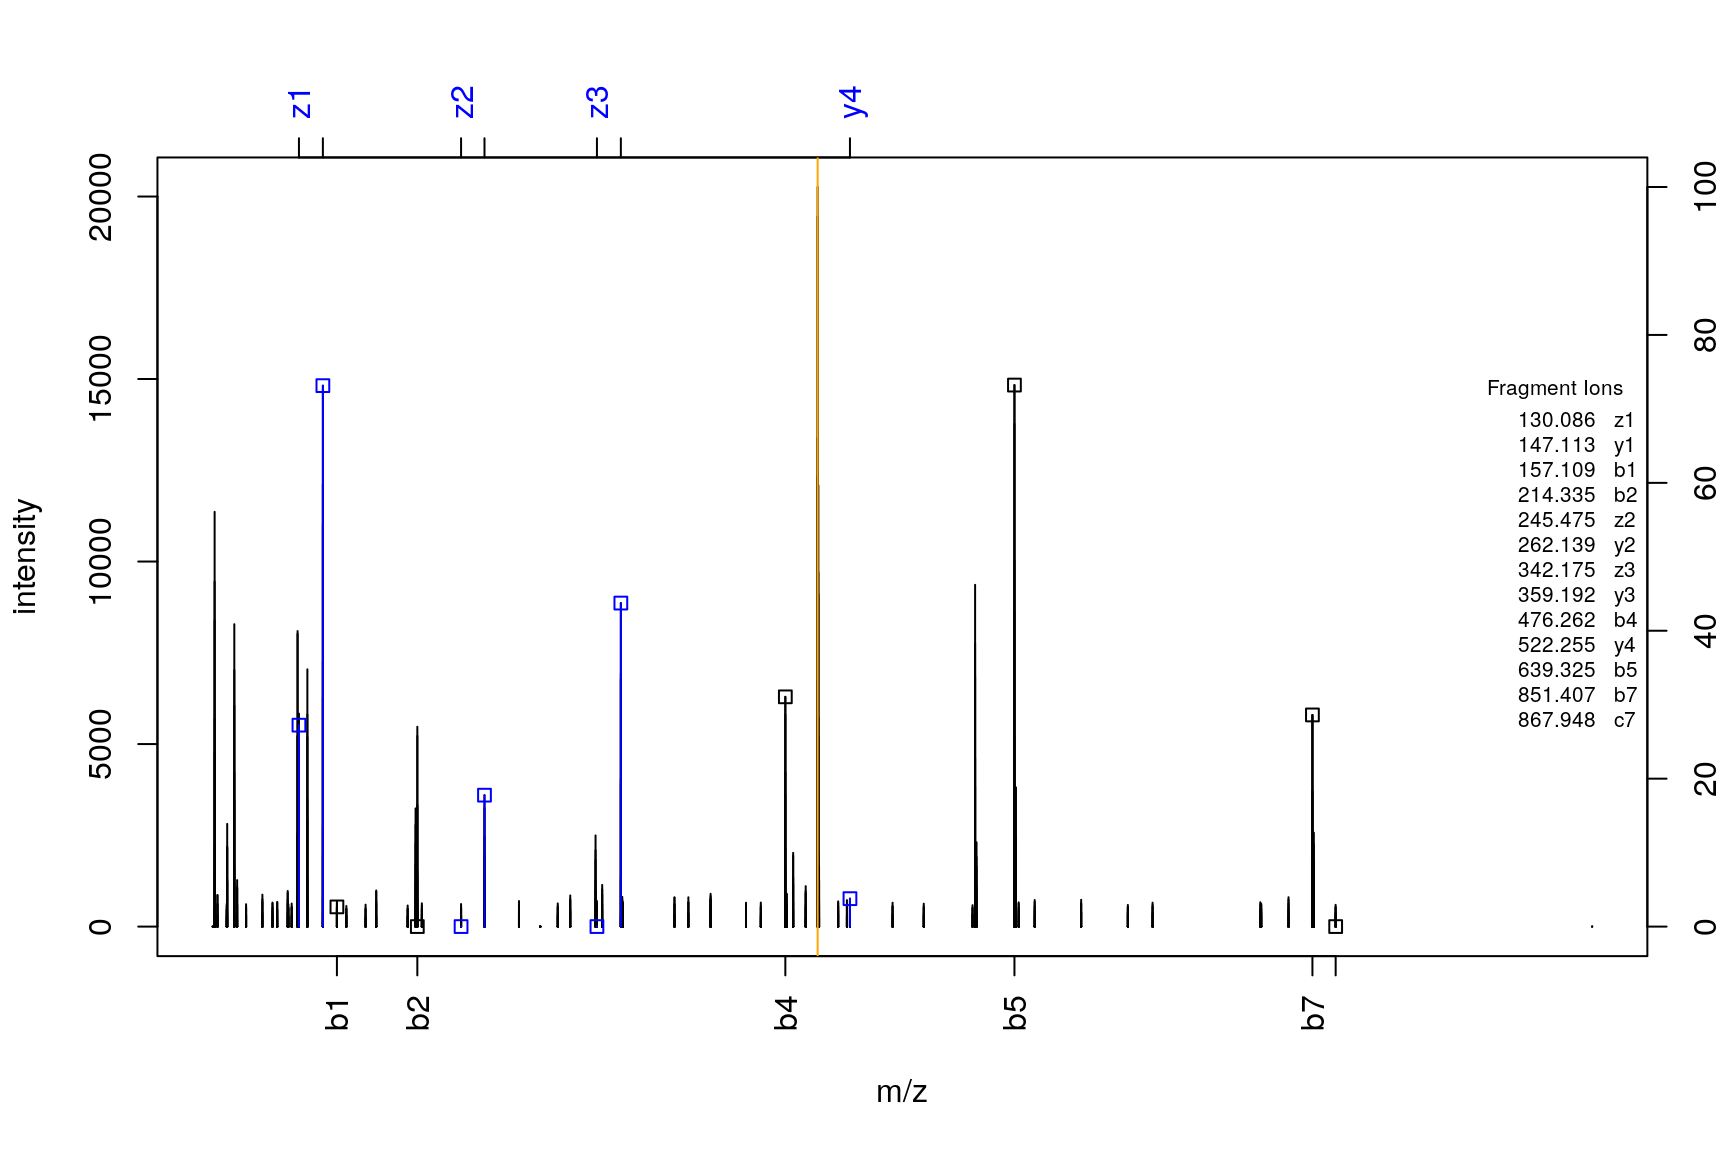 z1 z2 z3 y4
20000
15000
10000
5000
0
intensity
100
80
60
40
20
0
Fragment Ions
130.086 z1
147.113 y1
157.109 b1
214.335 b2
245.475 z2
262.139 y2
342.175 z3
359.192 y3
476.262 b4
522.255 y4
639.325 b5
851.407 b7
867.948 c7
b1 b2 b4 b5 b7
m/z